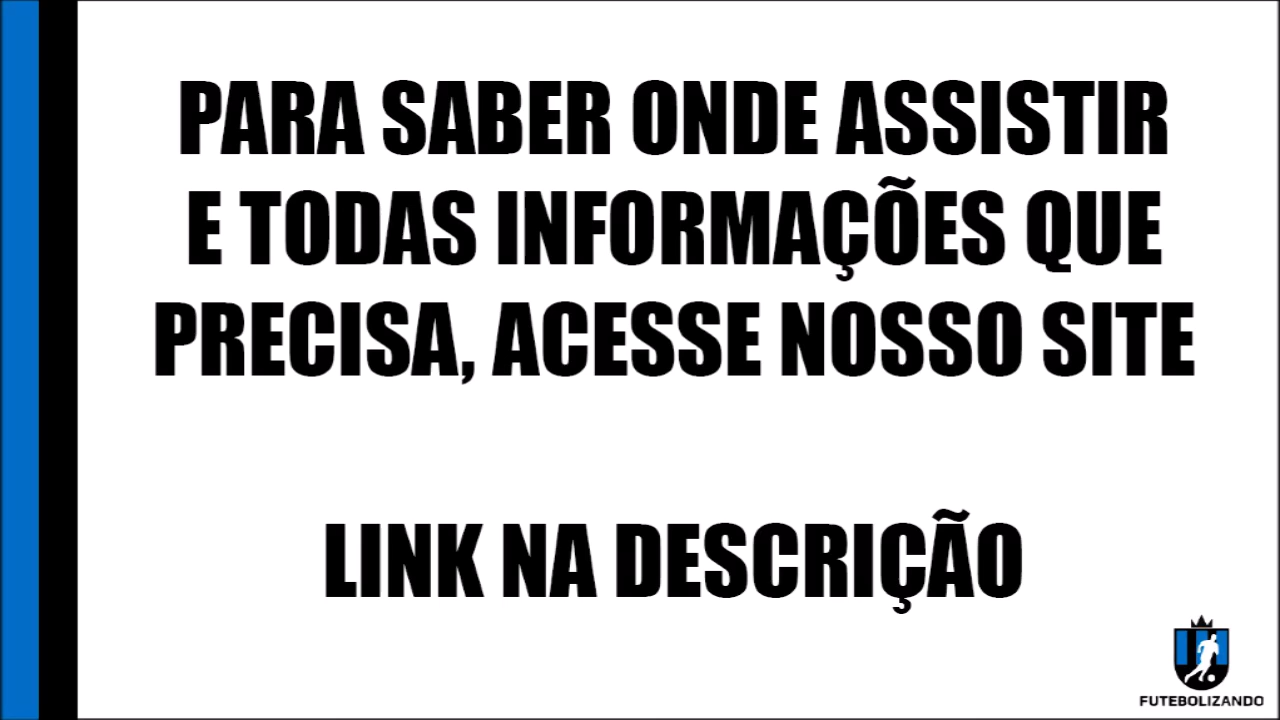 PARA SABER ONDE ASSISTIR
E TODAS INFORMAÇÕES QUE
PRECISA, ACESSE NOSSO SITE
LINK NA DESCRIÇÃO
FUTEBOLIZANDO